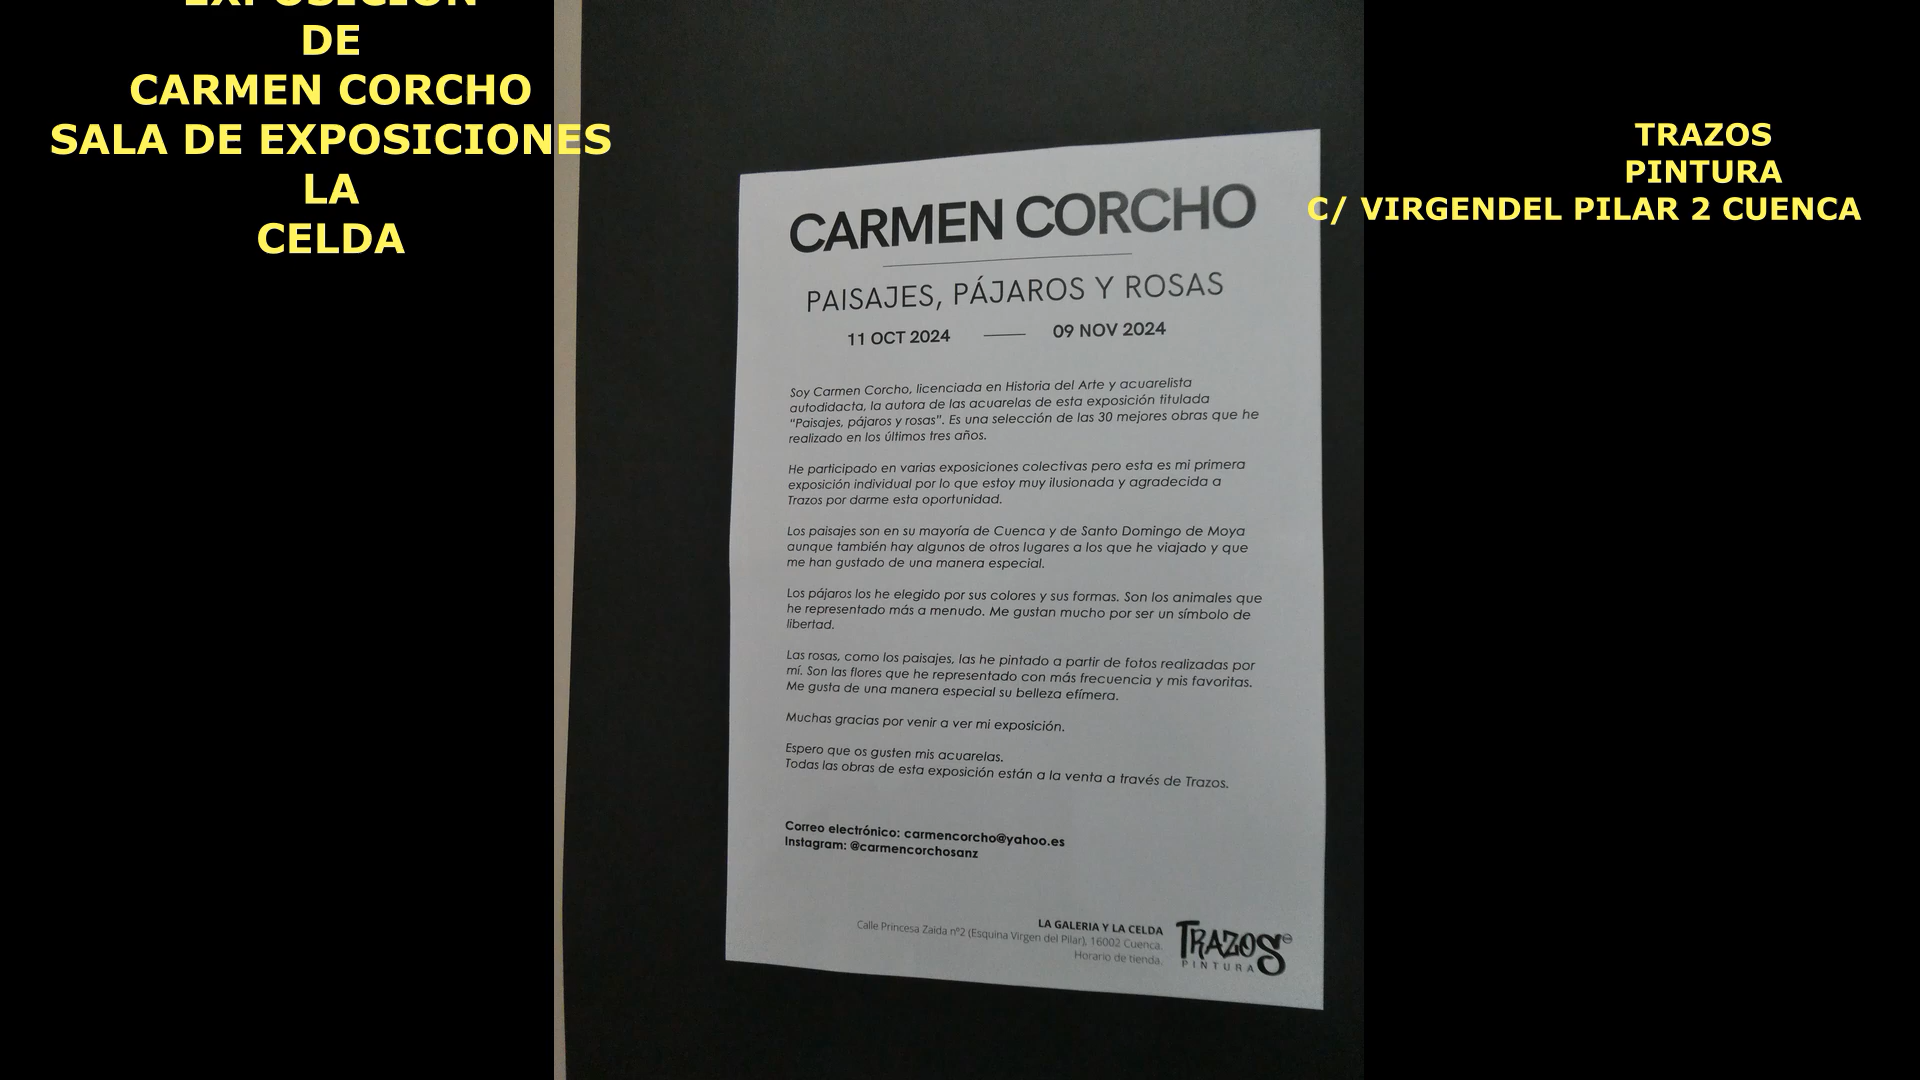 EXPOSICION
DE
CARMEN CORCHO
SALA DE EXPOSICIONES
LA
CELDA
TRAZOS
PINTURA
C/ VIRGENDEL PILAR 2 CUENCA
CARMEN CORCHO
PAISAJES, PÁJAROS Y ROSAS
11 OCT 2024 — 09 NOV 2024
Soy Carmen Corcho, licenciada en Historia del Arte y acuarelista
autodidacta, la autora de las acuarelas de esta exposición titulada
"Paisajes, pájaros y rosas". Es una selección de las 30 mejores obras que he
realizado en los últimos tres años.
He participado en varias exposiciones colectivas pero esta es mi primera
exposición individual por lo que estoy muy ilusionada y agradecida a
Trazos por darme esta oportunidad.
Los paisajes son en su mayoría de Cuenca y de Santo Domingo de Moya
aunque también hay algunos de otros lugares a los que he viajado y que
me han gustado de una manera especial.
Los pájaros los he elegido por sus colores y sus formas. Son los animales que
he representado más a menudo. Me gustan mucho por ser un símbolo de
libertad.
Las rosas, como los paisajes, las he pintado a partir de fotos realizadas por
mí. Son las flores que he representado con más frecuencia y mis favoritas.
Me gusta de una manera especial su belleza efímera.
Muchas gracias por venir a ver mi exposición.
Espero que os gusten mis acuarelas.
Todas las obras de esta exposición están a la venta a través de Trazos.
Correo electrónico: carmencorcho@yahoo.es
Instagram: @carmencorchosanz
LA GALERIA Y LA CELDA
Calle Princesa Zaida nº2 (Esquina Virgen del Pilar), 16002 Cuenca.
Horario de tienda.
TRAZOS
PINTURA